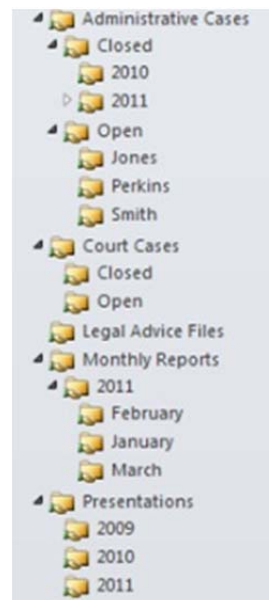 Administrative Cases
Closed
2010
2011
Open
Jones
Perkins
Smith
Court Cases
Closed
Open
Legal Advice Files
Monthly Reports
2011
February
January
March
Presentations
2009
2010
2011